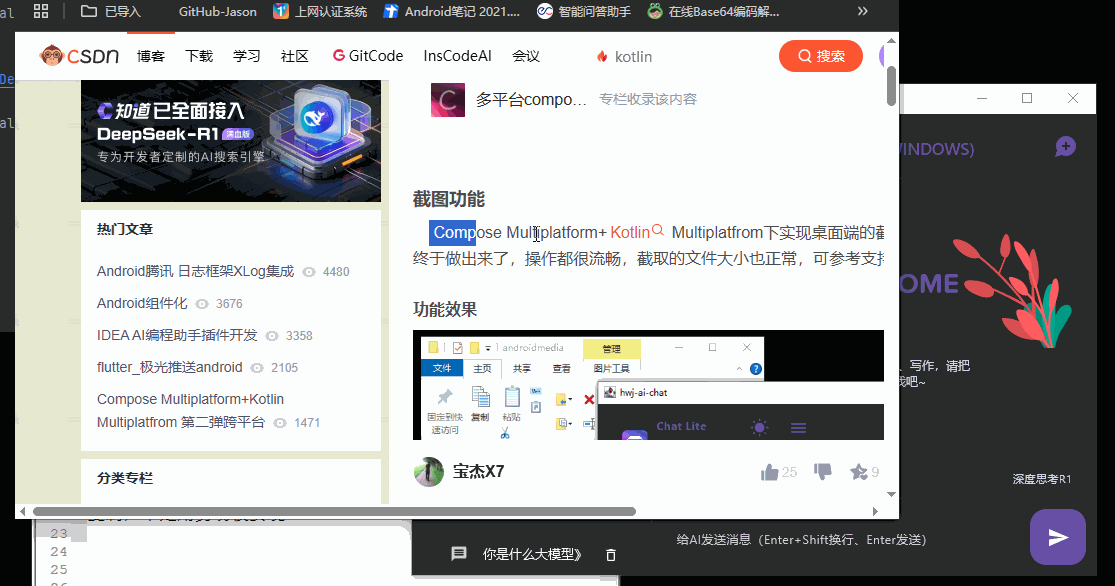 al
已导入
GitHub-Jason
上网认证系统
Android笔记 2021....
智能问答助手
在线Base64编码解...
»
CSDN 博客 下载 学习 社区 GitCode InsCodeAI 会议 kotlin 搜索
De
al
C知道 已全面接入
DeepSeek-R1 满血版
专为开发者定制的AI搜索引擎
多平台compo... 专栏收录该内容
热门文章
Android腾讯 日志框架XLog集成 4480
Android组件化 3676
IDEA AI编程助手插件开发 3358
flutter_极光推送android 2105
Compose Multiplatform+Kotlin
Multiplatfrom 第二弹跨平台 1471
分类专栏
截图功能
Compose Multiplatform+ Kotlin Multiplatfrom下实现桌面端的截
终于做出来了，操作都很流畅，截取的文件大小也正常，可参考支持
功能效果
androidmedia
管理
文件 主页 共享 查看 图片工具
固定到快
速访问
复制 粘贴
hwj-ai-chat
Chat Lite
宝杰X7
25
9
WINDOWS)
OME
、写作，请把
我吧~
深度思考R1
给AI发送消息（Enter+Shift换行、Enter发送）
你是什么大模型》
23
24
25